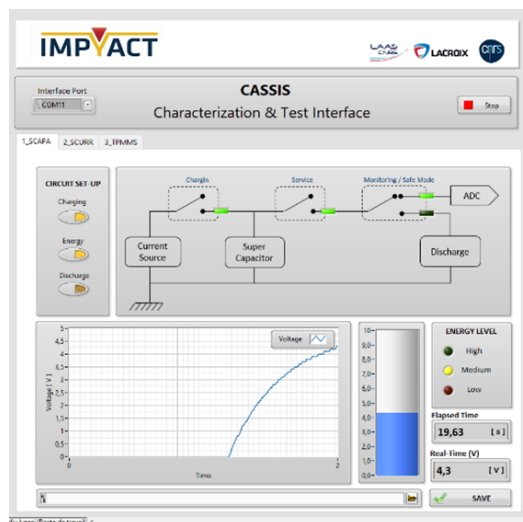 IMPYACT
LAAS
CNRS
LACROIX
cnrs
Interface Port
COM11
CASSIS
Characterization & Test Interface
Stop
1_SCAPA 2_SCURR 3_TPMMS
CIRCUIT SET-UP
Charging
Energy
Discharge
Chargin
Service
Monitoring / Safe Mode
ADC
Current
Source
Super
Capacitor
Discharge
Voltage
Voltage [V]
5-
4,5-
4-
3,5-
3-
2,5-
2-
1,5-
1-
0,5-
0-
0
2
Time
10-
9,0-
8,0-
7,0-
6,0-
5,0-
4,0-
3,0-
2,0-
1,0-
0,0-
ENERGY LEVEL
High
Medium
Low
Elapsed Time
19,63 [s]
Real-Time (V)
4,3 [V]
SAVE